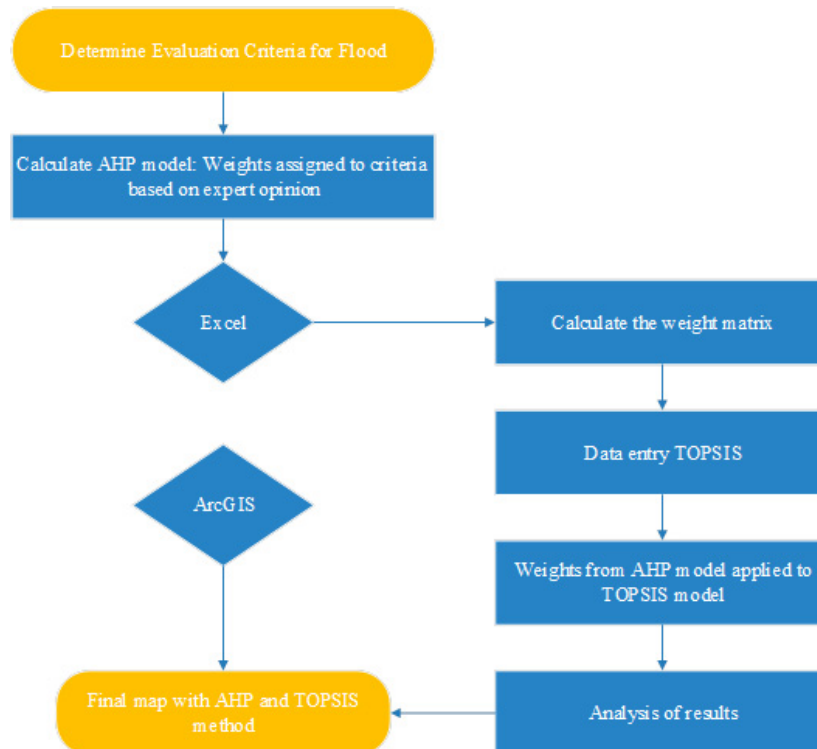 Determine Evaluation Criteria for Flood
Calculate AHP model: Weights assigned to criteria
based on expert opinion
Excel
Calculate the weight matrix
Data entry TOPSIS
ArcGIS
Weights from AHP model applied to
TOPSIS model
Analysis of results
Final map with AHP and TOPSIS
method